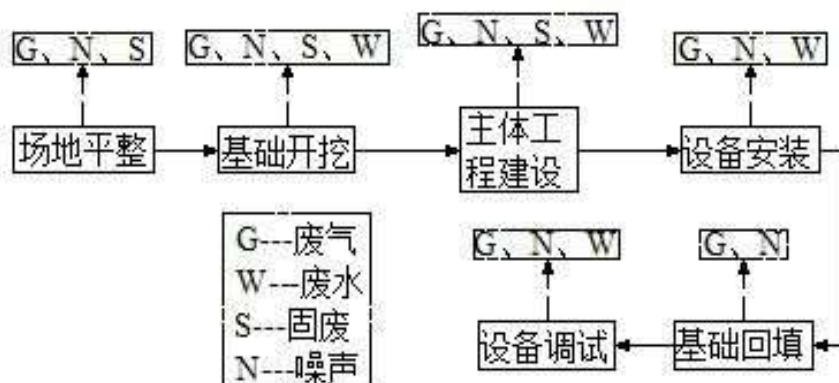 G、N、S
G、N、S、W
G、N、S、W
G、N、W
场地平整
基础开挖
主体工
程建设
设备安装
G---废气
W---废水
S---固废
N---噪声
G、N、W
G、N
设备调试
基础回填